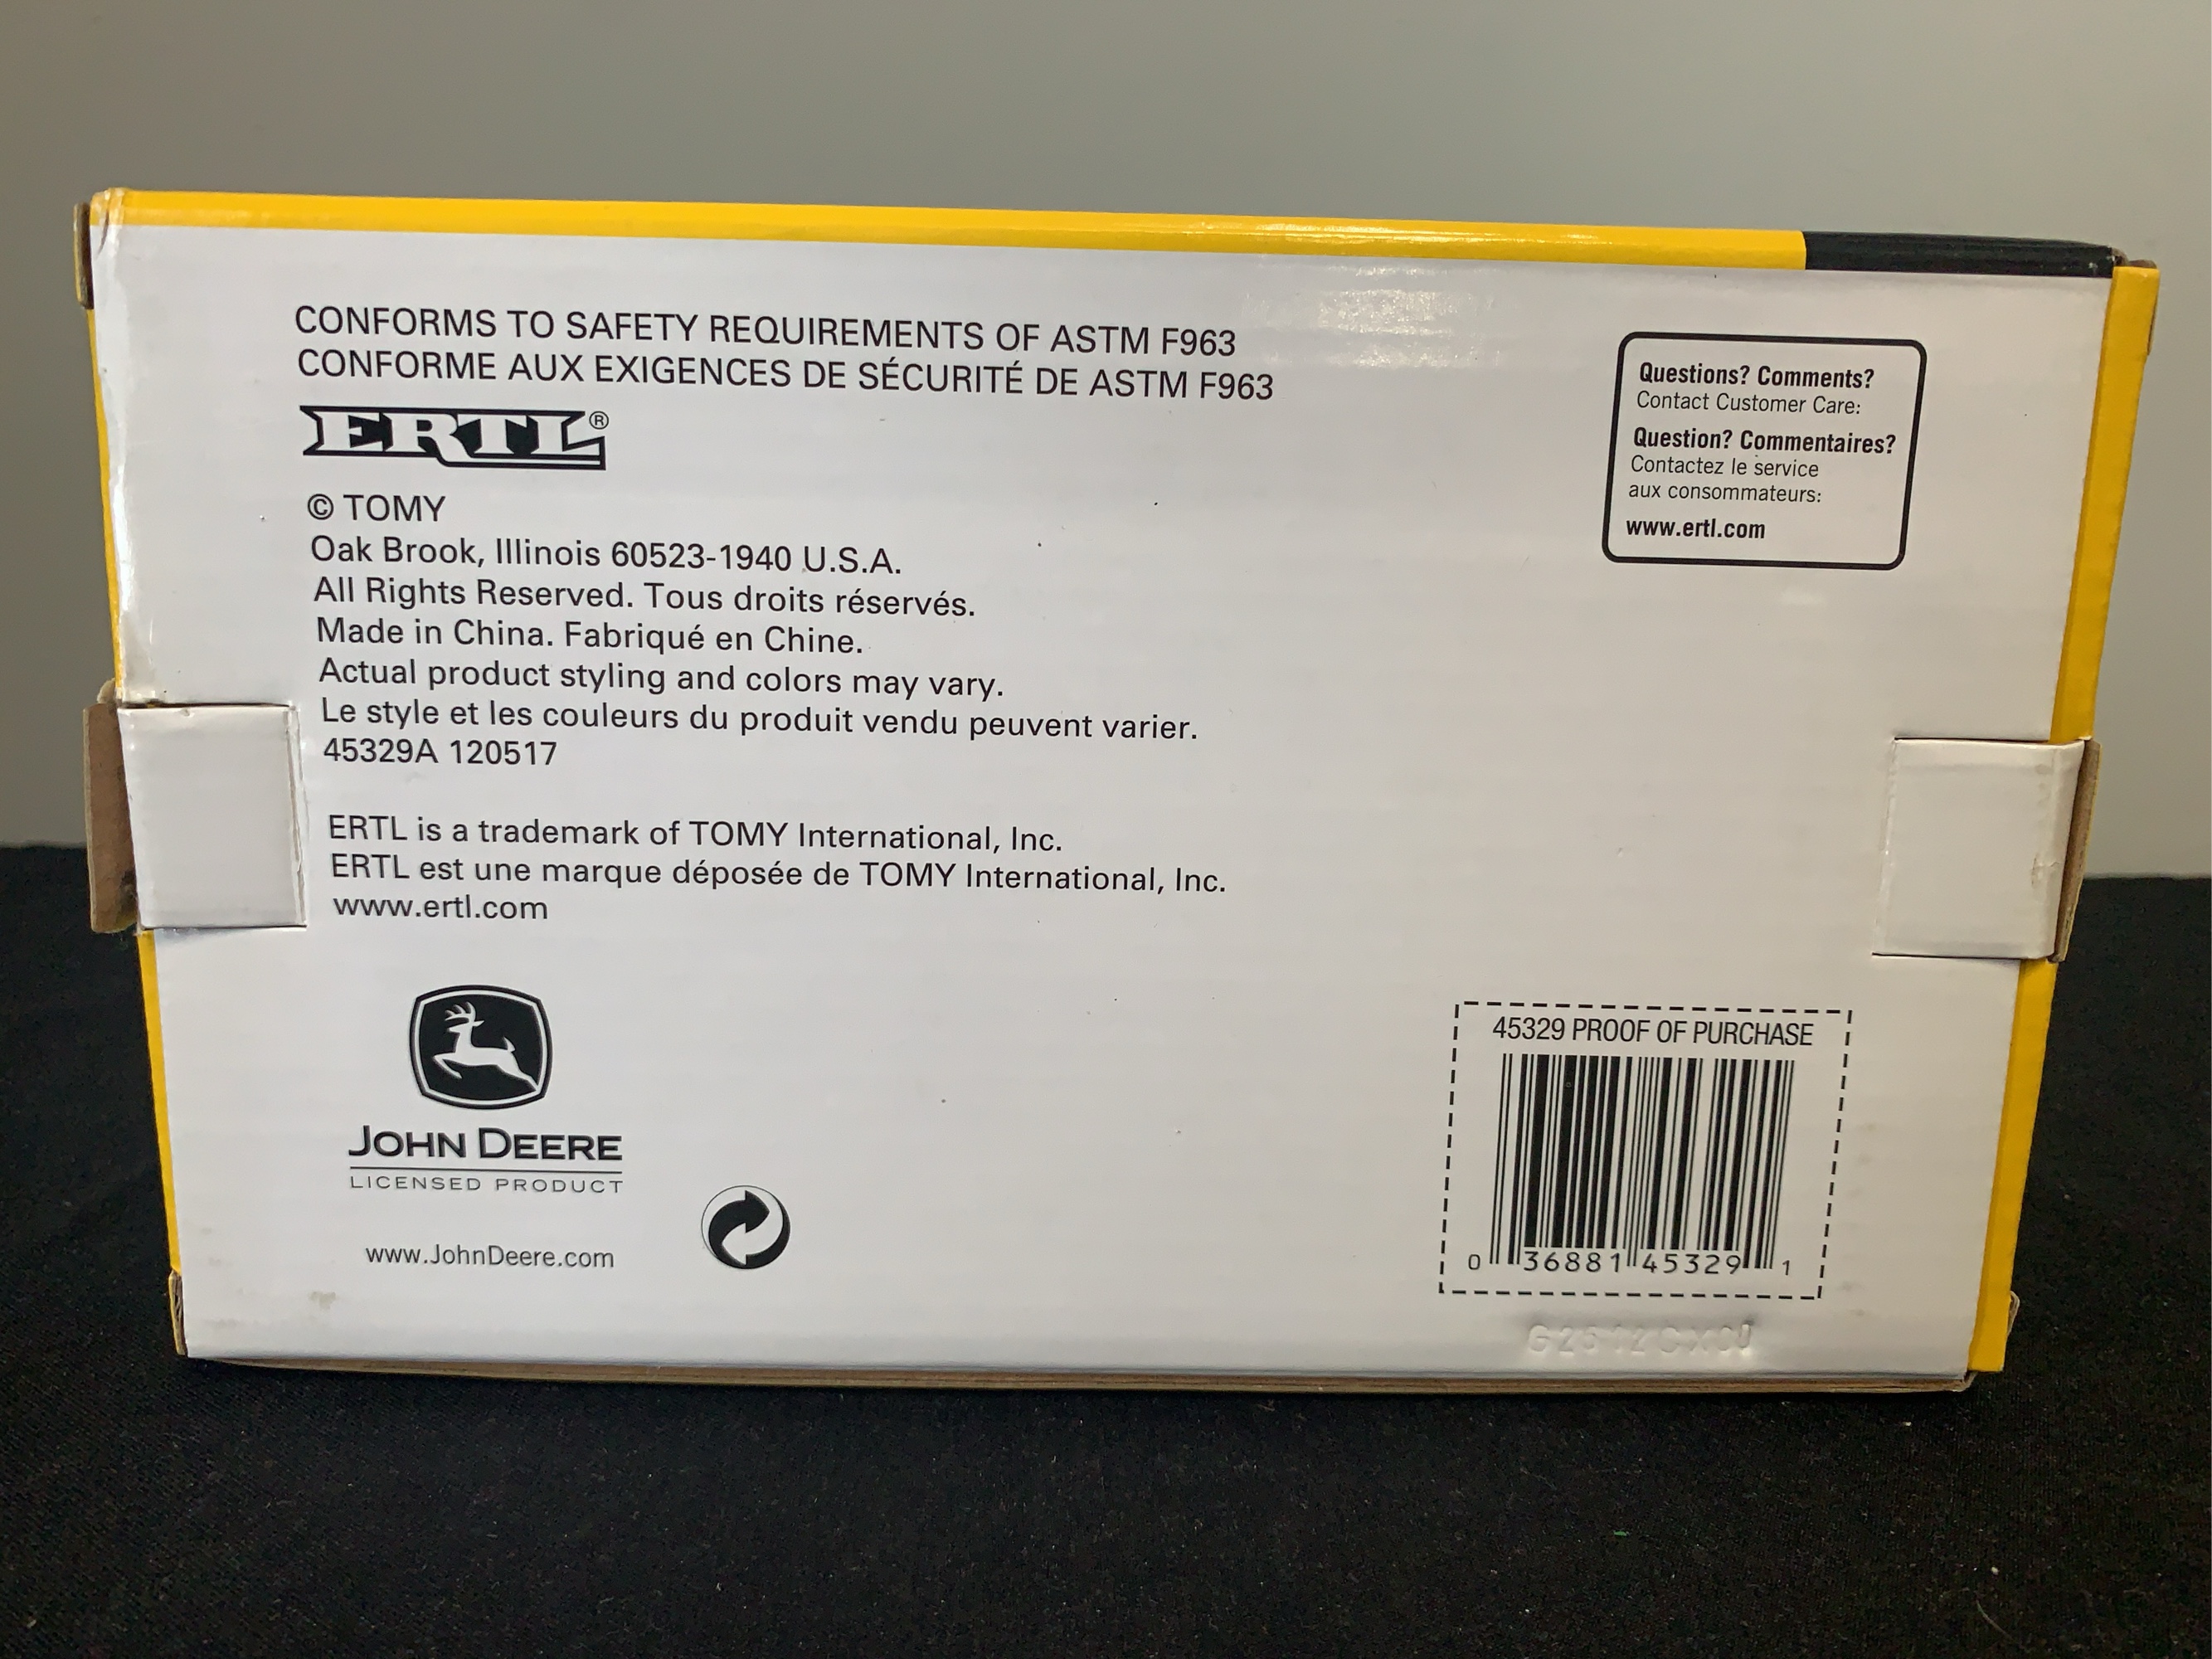 CONFORMS TO SAFETY REQUIREMENTS OF ASTM F963
CONFORME AUX EXIGENCES DE SÉCURITÉ DE ASTM F963
ERTL®
© TOMY
Oak Brook, Illinois 60523-1940 U.S.A.
All Rights Reserved. Tous droits réservés.
Made in China. Fabriqué en Chine.
Actual product styling and colors may vary.
Le style et les couleurs du produit vendu peuvent varier.
45329A 120517
ERTL is a trademark of TOMY International, Inc.
ERTL est une marque déposée de TOMY International, Inc.
www.ertl.com
JOHN DEERE
LICENSED PRODUCT
www.JohnDeere.com
Questions? Comments?
Contact Customer Care:
Question? Commentaires?
Contactez le service
aux consommateurs:
www.ertl.com
45329 PROOF OF PURCHASE
0 36881 45329 1